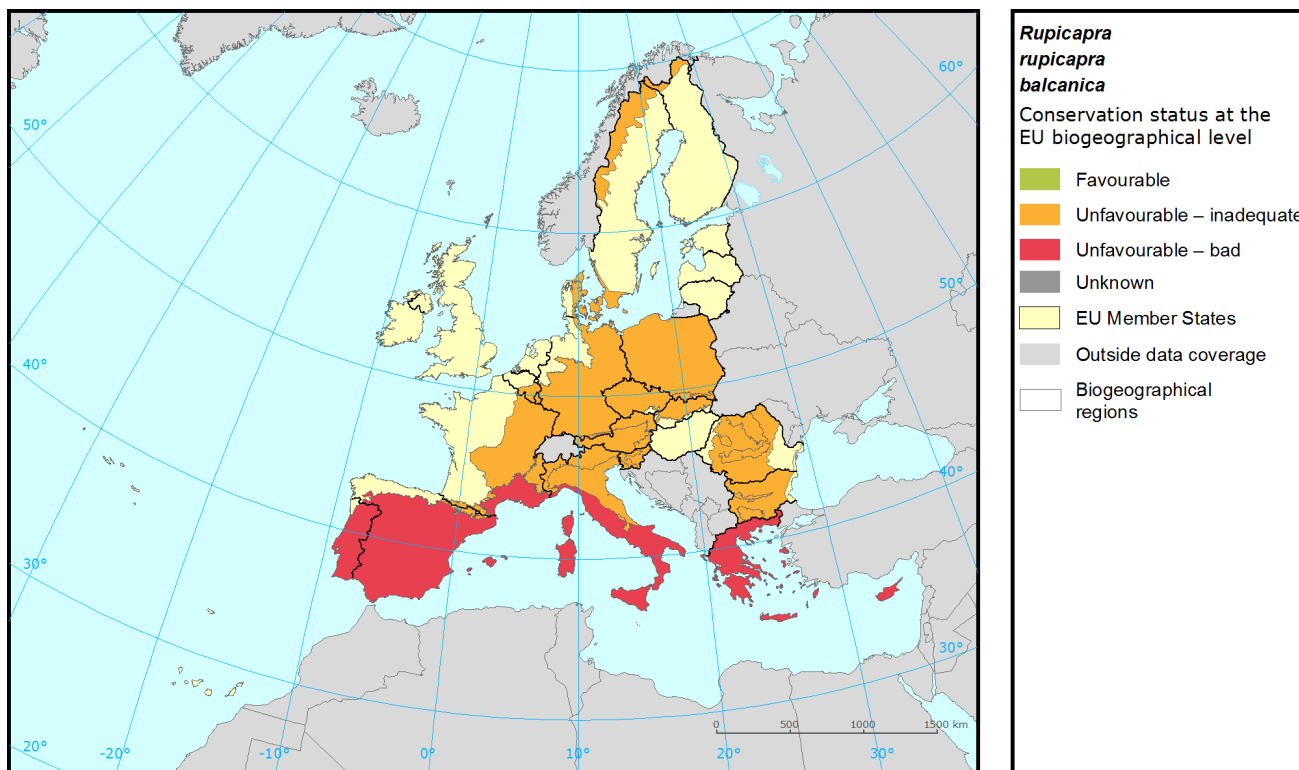 Rupicapra
rupicapra
balcanica
Conservation status at the
EU biogeographical level
Favourable
Unfavourable – inadequate
Unfavourable – bad
Unknown
EU Member States
Outside data coverage
Biogeographical
regions
60°
50°
50°
40°
40°
30°
30°
20°
-20°
-10°
0°
10°
20°
30°
0 500 1000 1500 km